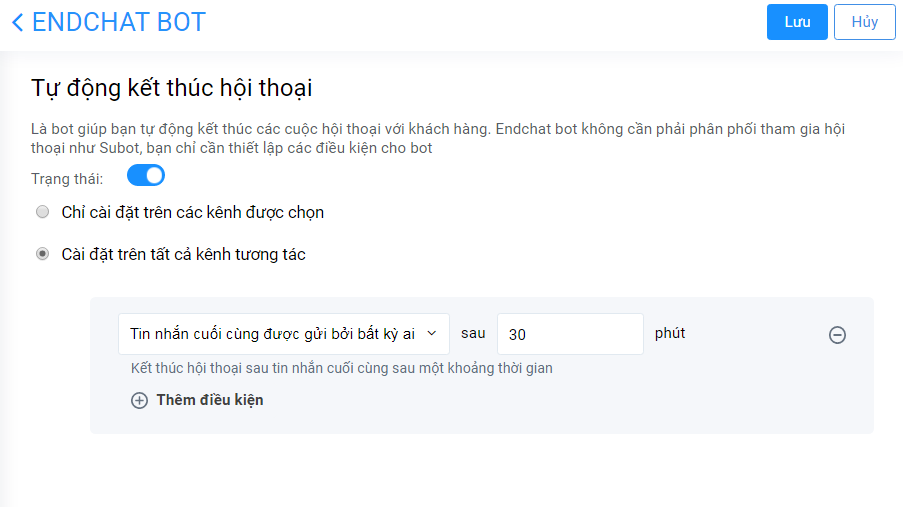 ENDCHAT BOT
Lưu
Hủy
Tự động kết thúc hội thoại
Là bot giúp bạn tự động kết thúc các cuộc hội thoại với khách hàng. Endchat bot không cần phải phân phối tham gia hội
thoại như Subot, bạn chỉ cần thiết lập các điều kiện cho bot
Trạng thái:
Chỉ cài đặt trên các kênh được chọn
Cài đặt trên tất cả kênh tương tác
Tin nhắn cuối cùng được gửi bởi bất kỳ ai sau 30 phút
Kết thúc hội thoại sau tin nhắn cuối cùng sau một khoảng thời gian
Thêm điều kiện